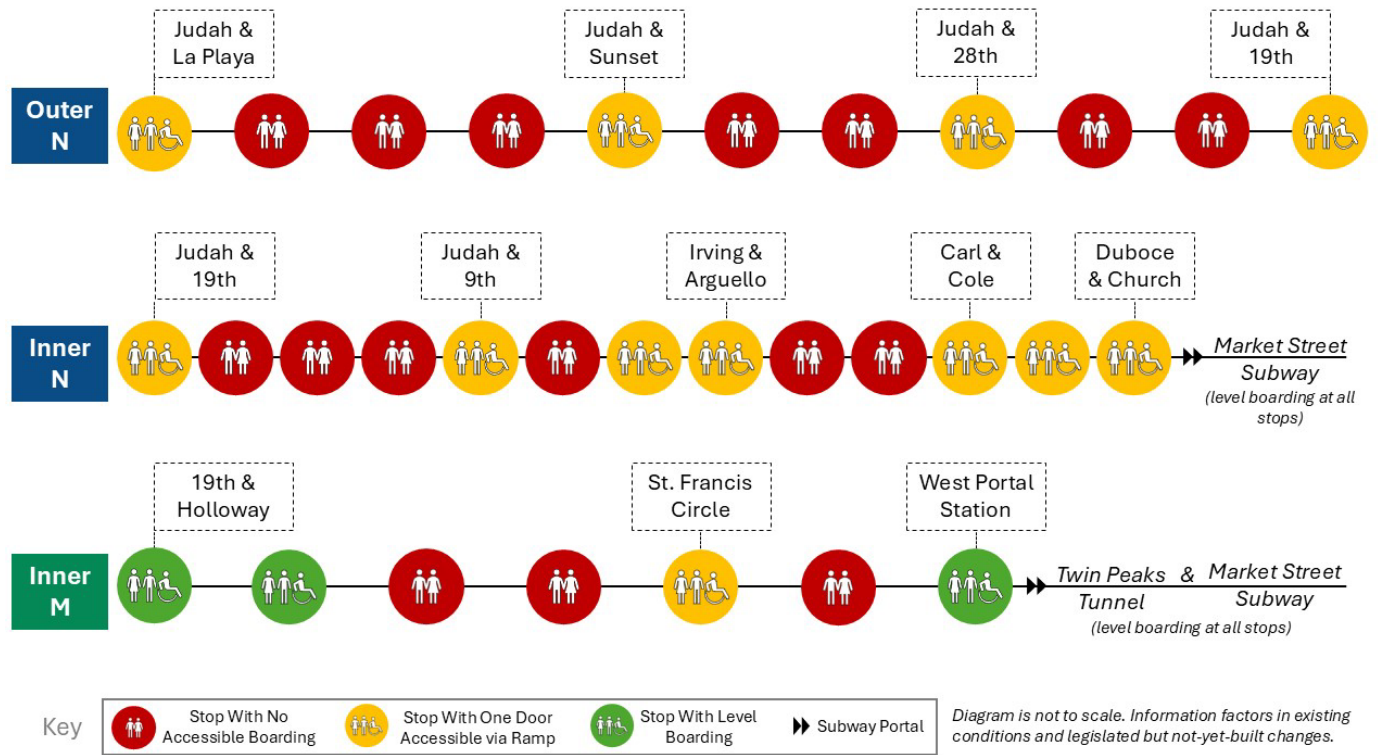 Judah &
La Playa
Judah &
Sunset
Judah &
28th
Judah &
19th
Outer
N
Judah &
19th
Judah &
9th
Irving &
Arguello
Carl &
Cole
Duboce
& Church
Inner
N
Market Street
Subway
(level boarding at all
stops)
19th &
Holloway
St. Francis
Circle
West Portal
Station
Inner
M
Twin Peaks & Market Street
Tunnel Subway
(level boarding at all stops)
Key
Stop With No
Accessible Boarding
Stop With One Door
Accessible via Ramp
Stop With Level
Boarding
Subway Portal
Diagram is not to scale. Information factors in existing
conditions and legislated but not-yet-built changes.